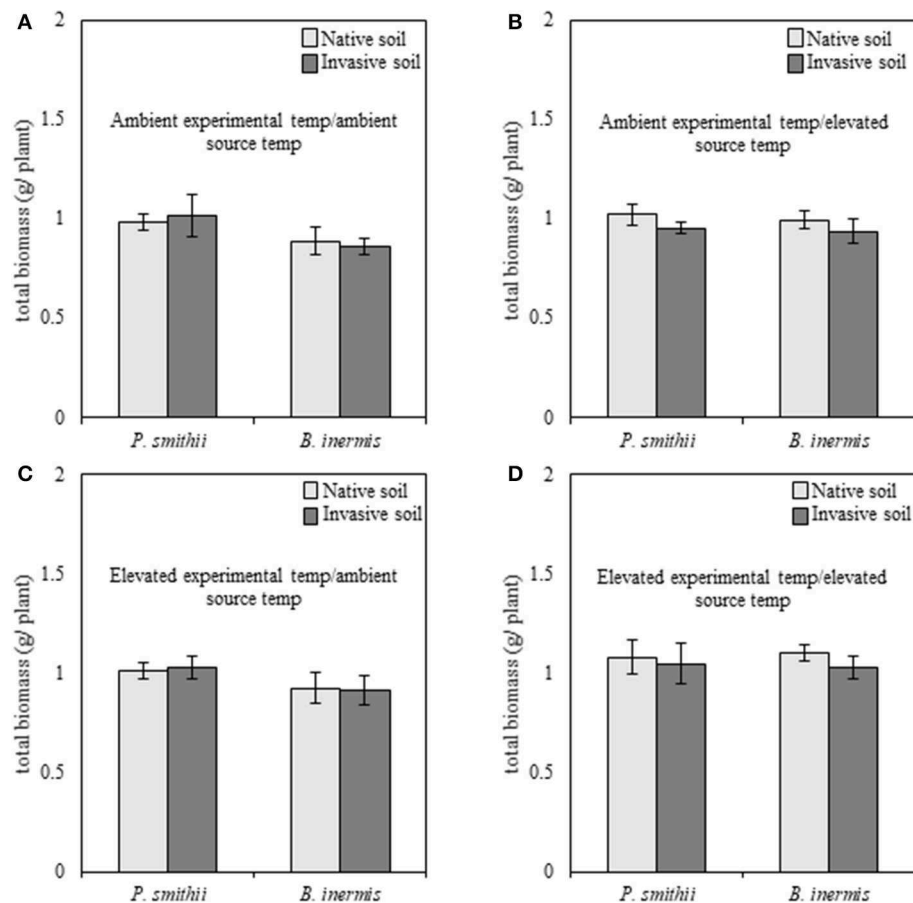 A
2
Native soil
Invasive soil
Ambient experimental temp/ambient
source temp
1.5
1
0.5
0
total biomass (g/ plant)
P. smithii
B. inermis
B
2
Native soil
Invasive soil
Ambient experimental temp/elevated
source temp
1.5
1
0.5
0
total biomass (g/ plant)
P. smithii
B. inermis
C
2
Native soil
Invasive soil
Elevated experimental temp/ambient
source temp
1.5
1
0.5
0
total biomass (g/ plant)
P. smithii
B. inermis
D
2
Native soil
Invasive soil
Elevated experimental temp/elevated
source temp
1.5
1
0.5
0
total biomass (g/ plant)
P. smithii
B. inermis